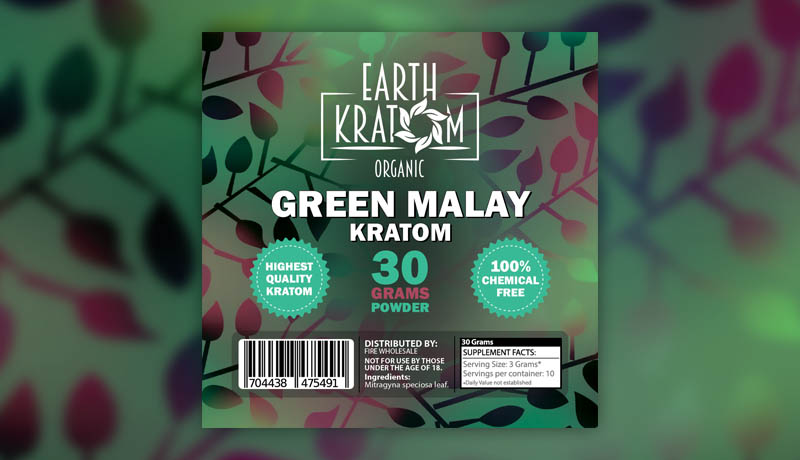 EARTH
KRATOM
ORGANIC
GREEN MALAY
KRATOM
HIGHEST
QUALITY
KRATOM
30
GRAMS
POWDER
100%
CHEMICAL
FREE
704438 475491
DISTRIBUTED BY:
FIRE WHOLESALE
NOT FOR USE BY THOSE
UNDER THE AGE OF 18.
Ingredients:
Mitragyna speciosa leaf.
30 Grams
SUPPLEMENT FACTS:
Serving Size: 3 Grams*
Servings per container: 10
*Daily Value not established